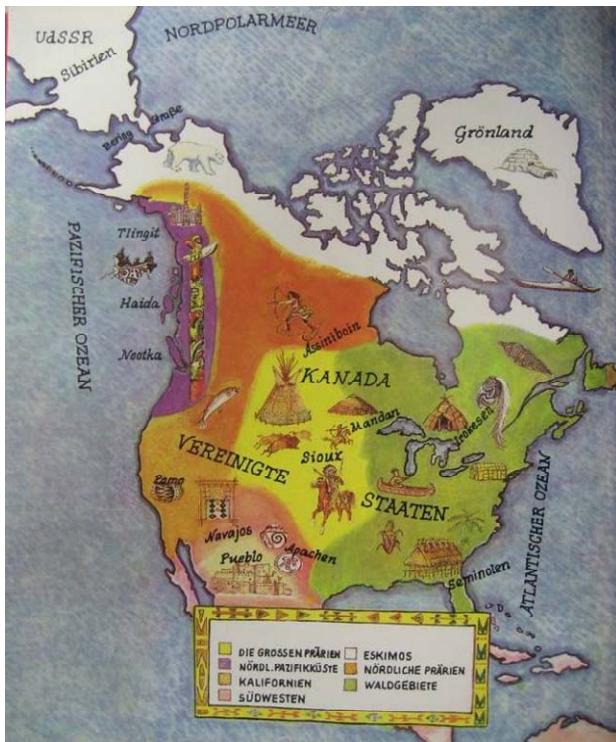 UdSSR
Sibirien
NORDPOLARMEER
Bering Straße
Grönland
PAZIFISCHER OZEAN
Tlingit
Haida
Nootka
Assiniboin
KANADA
Mandan
Irokesen
VEREINIGTE
Sioux
STAATEN
Pomo
Navajos
Pueblo
Apachen
Seminolen
ATLANTISCHER OZEAN
DIE GROSSEN PRÄRIEN
NÖRDL. PAZIFIKKÜSTE
KALIFORNIEN
SÜDWESTEN
ESKIMOS
NÖRDLICHE PRÄRIEN
WALDGEBIETE